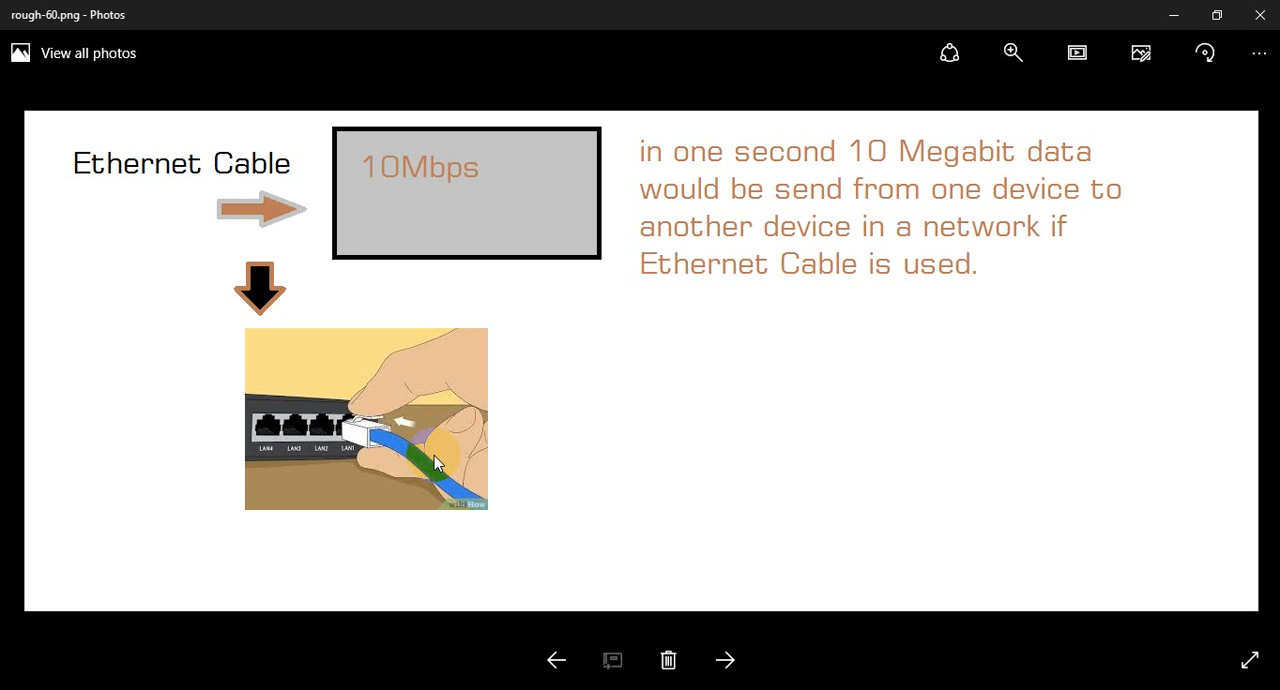 rough-60.png - Photos
View all photos
Ethernet Cable
10Mbps
in one second 10 Megabit data
would be send from one device to
another device in a network if
Ethernet Cable is used.
LAN4 LAN3 LAN2 LAN1
wikiHow